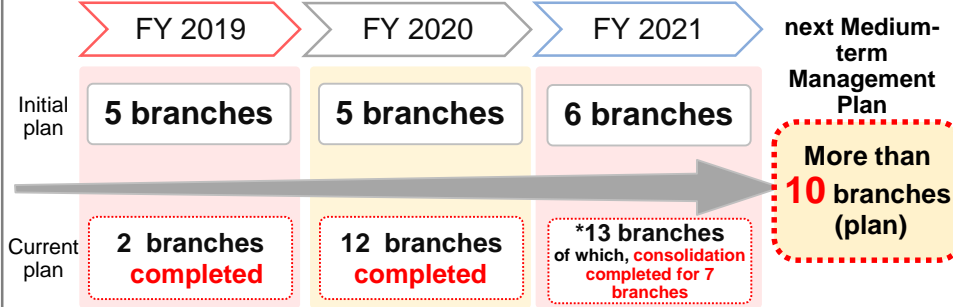 FY 2019
FY 2020
FY 2021
next Medium-
term
Management
Plan
Initial
plan
5 branches
5 branches
6 branches
More than
10 branches
(plan)
Current
plan
2 branches
completed
12 branches
completed
*13 branches
of which, consolidation
completed for 7
branches